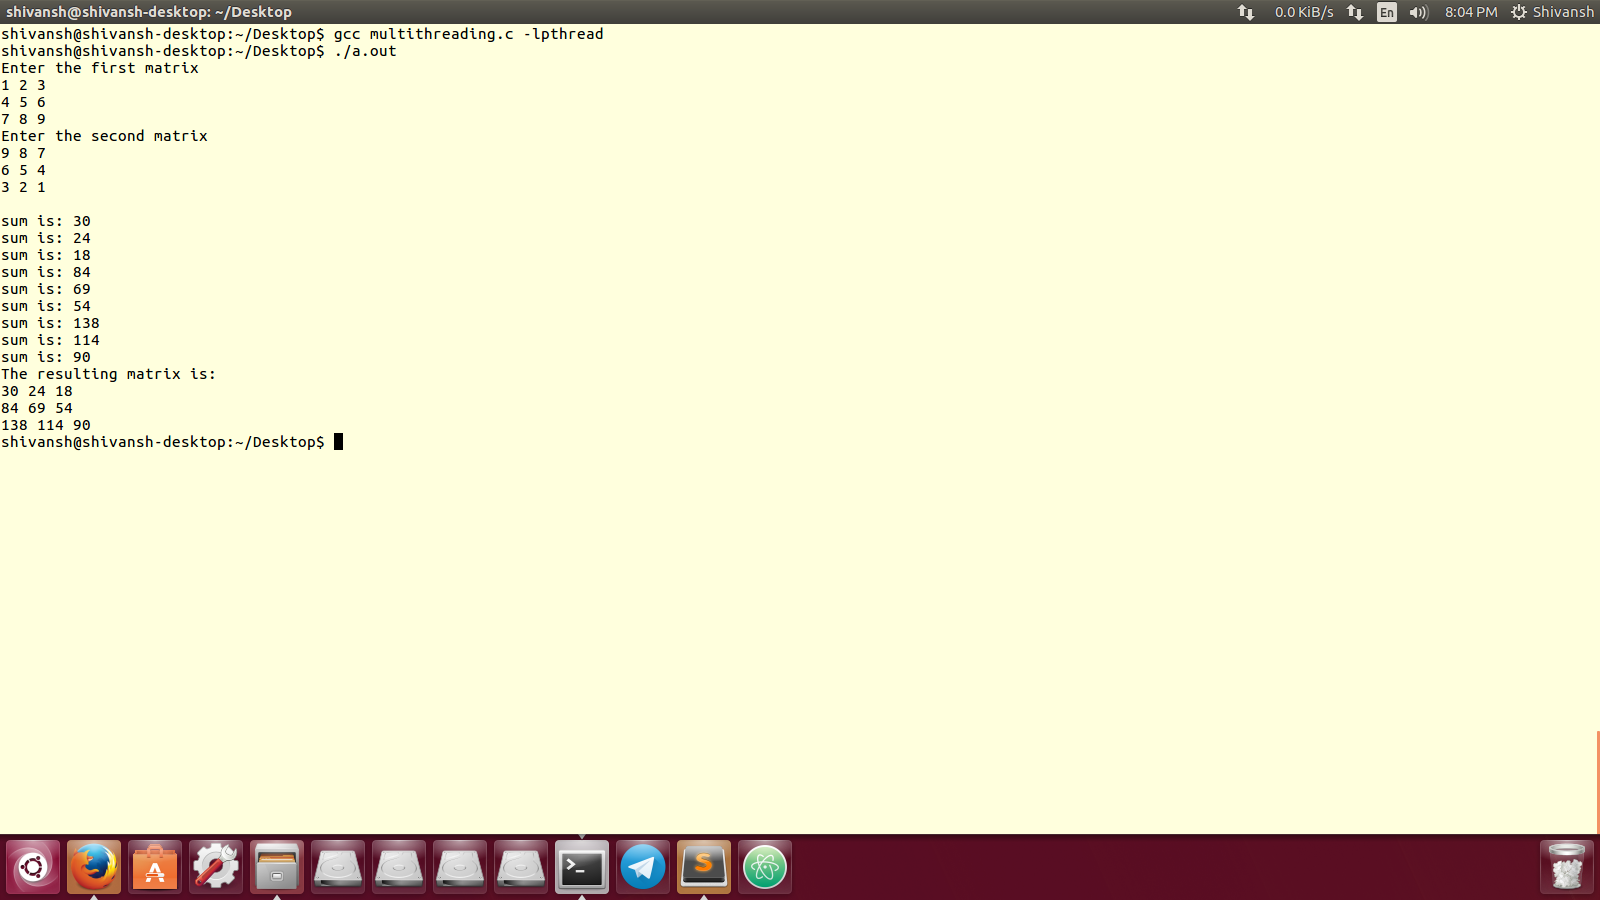 shivansh@shivansh-desktop: ~/Desktop
0.0 KiB/s En 8:04 PM Shivansh
shivansh@shivansh-desktop:~/Desktop$ gcc multithreading.c -lpthread
shivansh@shivansh-desktop:~/Desktop$ ./a.out
Enter the first matrix
1 2 3
4 5 6
7 8 9
Enter the second matrix
9 8 7
6 5 4
3 2 1
sum is: 30
sum is: 24
sum is: 18
sum is: 84
sum is: 69
sum is: 54
sum is: 138
sum is: 114
sum is: 90
The resulting matrix is:
30 24 18
84 69 54
138 114 90
shivansh@shivansh-desktop:~/Desktop$